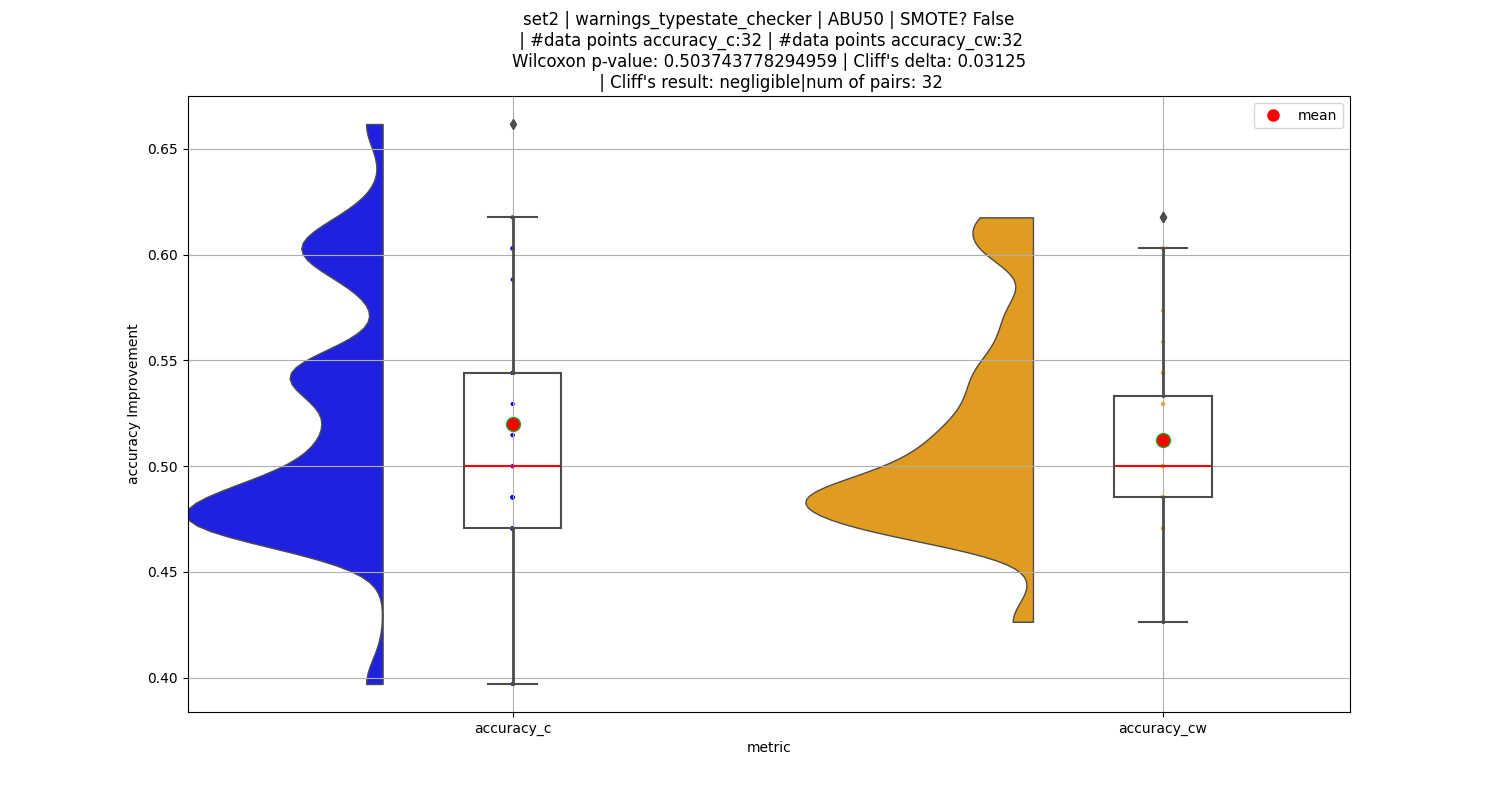 set2 | warnings_typestate_checker | ABU50 | SMOTE? False
| #data points accuracy_c:32 | #data points accuracy_cw:32
Wilcoxon p-value: 0.503743778294959 | Cliff's delta: 0.03125
| Cliff's result: negligible|num of pairs: 32
mean
0.65
0.60
0.55
0.50
0.45
0.40
accuracy Improvement
accuracy_c
accuracy_cw
metric